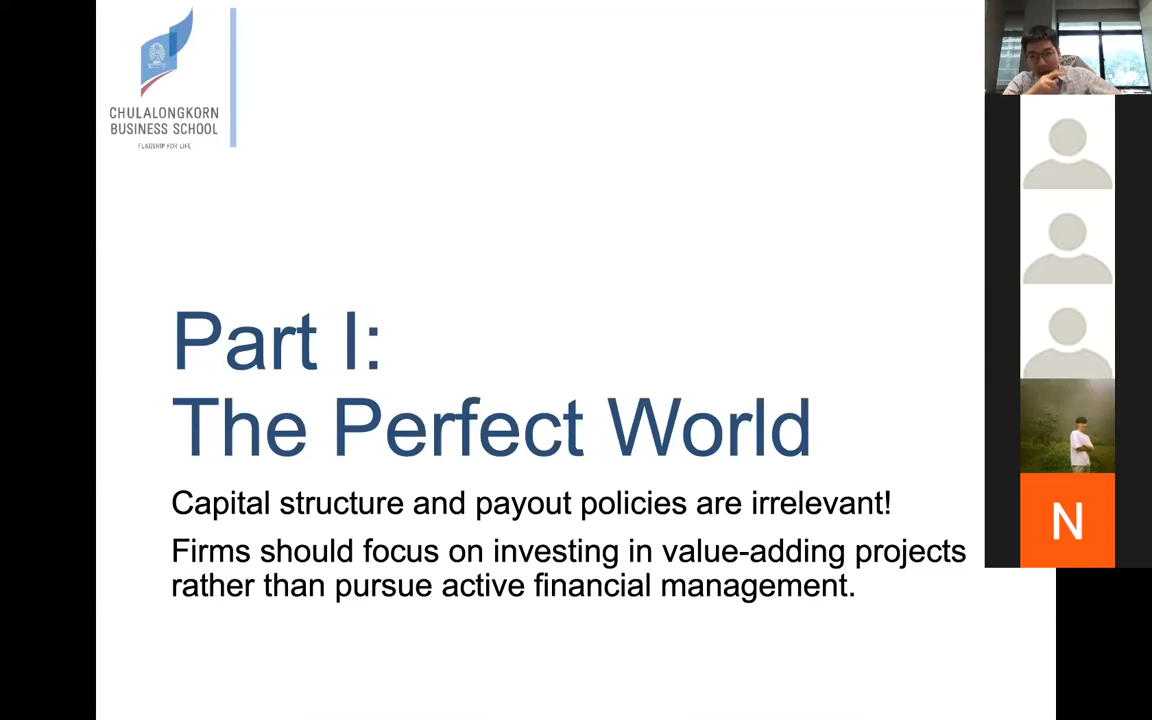 CHULALONGKORN
BUSINESS SCHOOL
FLAGSHIP FOR LIFE
Part I:
The Perfect World
Capital structure and payout policies are irrelevant!
Firms should focus on investing in value-adding projects
rather than pursue active financial management.
N